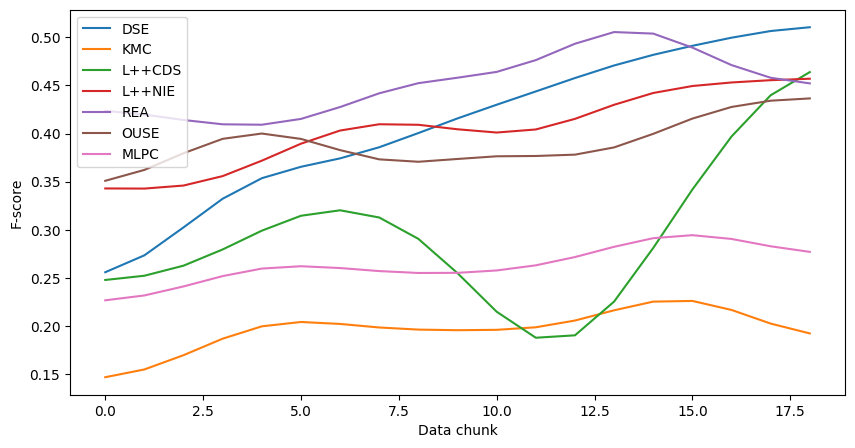 DSE
KMC
L++CDS
L++NIE
REA
OUSE
MLPC
F-score
0.50
0.45
0.40
0.35
0.30
0.25
0.20
0.15
0.0 2.5 5.0 7.5 10.0 12.5 15.0 17.5
Data chunk